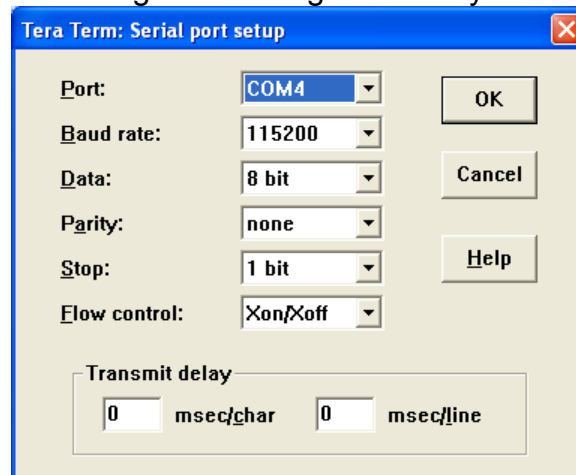 Tera Term: Serial port setup
Port: COM4
OK
Baud rate: 115200
Data: 8 bit
Cancel
Parity: none
Stop: 1 bit
Help
Flow control: Xon/Xoff
Transmit delay
0 msec/char 0 msec/line